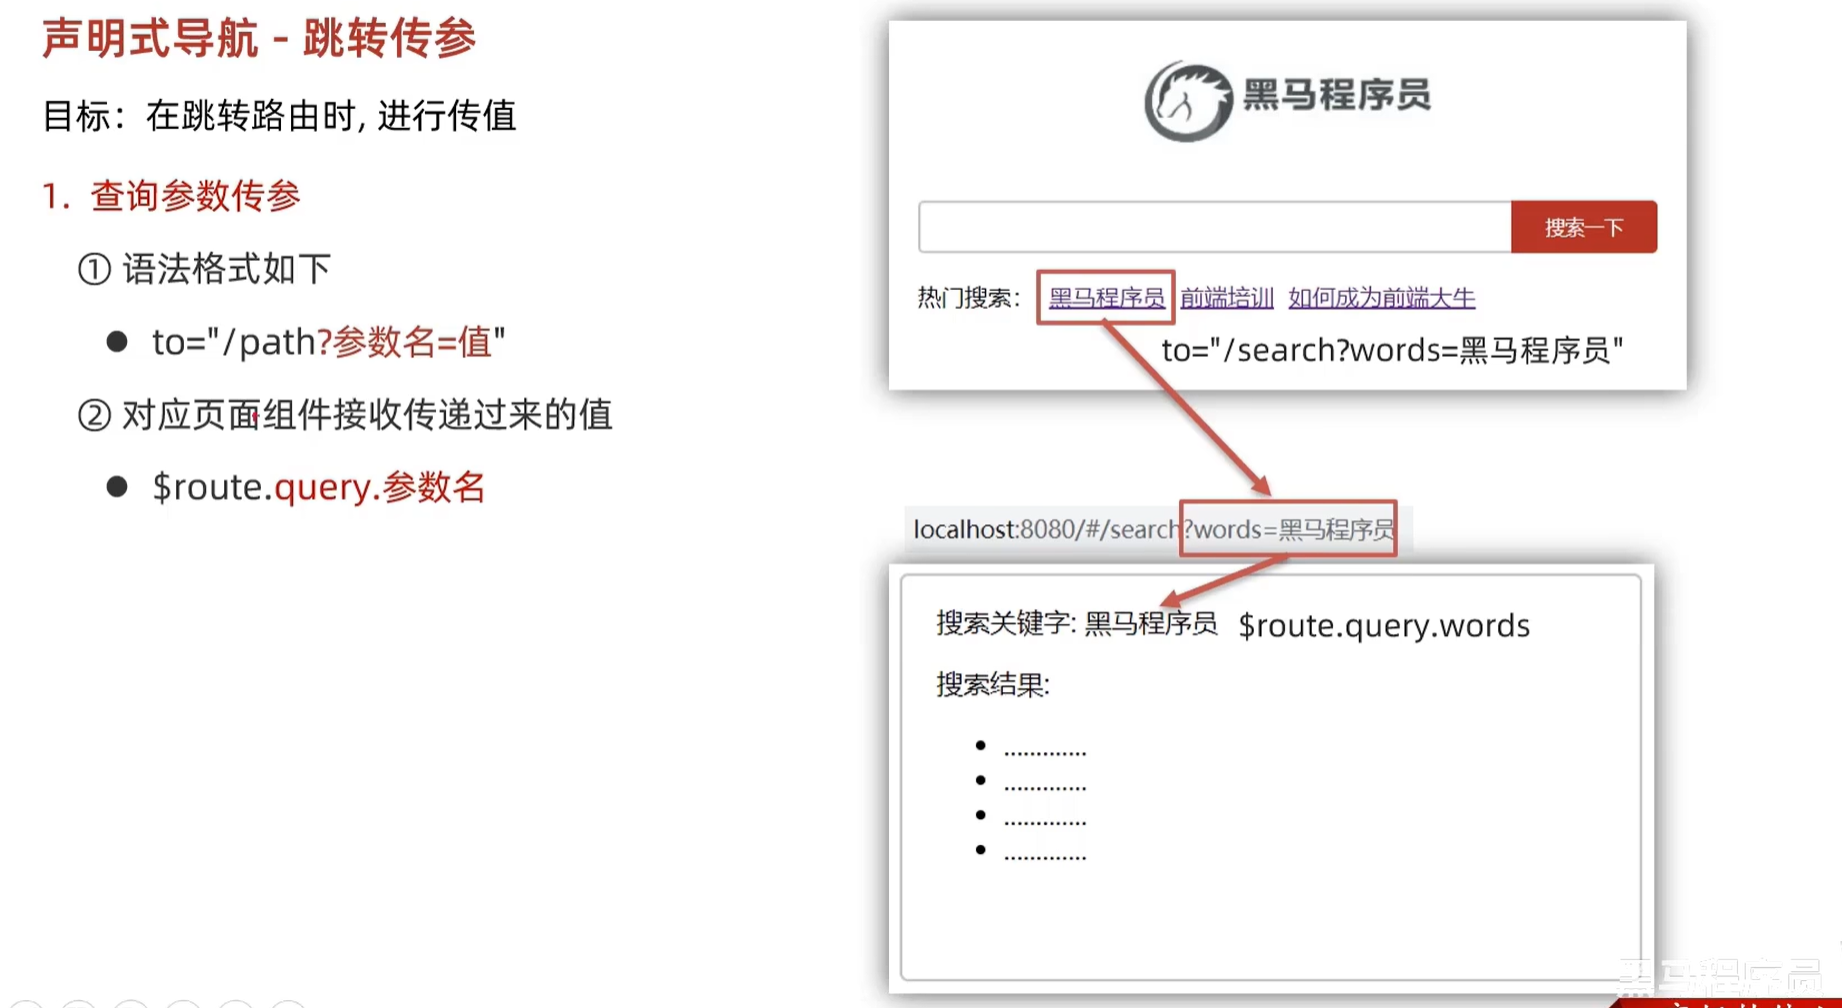 声明式导航 - 跳转传参
目标：在跳转路由时, 进行传值
1. 查询参数传参
① 语法格式如下
● to="/path?参数名=值"
② 对应页面组件接收传递过来的值
● $route.query.参数名
黑马程序员
搜索一下
热门搜索： 黑马程序员 前端培训 如何成为前端大牛
to="/search?words=黑马程序员"
localhost:8080/#/search?words=黑马程序员
搜索关键字: 黑马程序员 $route.query.words
搜索结果:
• .............
• .............
• .............
• .............
黑马程序员